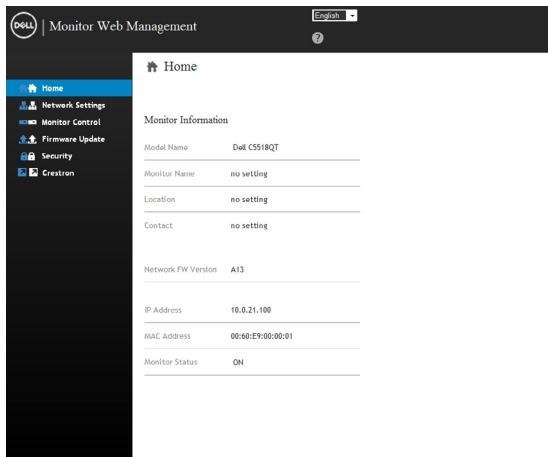 DELL | Monitor Web Management
English
?
Home
Home
Network Settings
Monitor Control
Firmware Update
Security
Crestron
Monitor Information
Model Name Dell C5518QT
Monitor Name no setting
Location no setting
Contact no setting
Network FW Version A13
IP Address 10.0.21.100
MAC Address 00:60:E9:00:00:01
Monitor Status ON